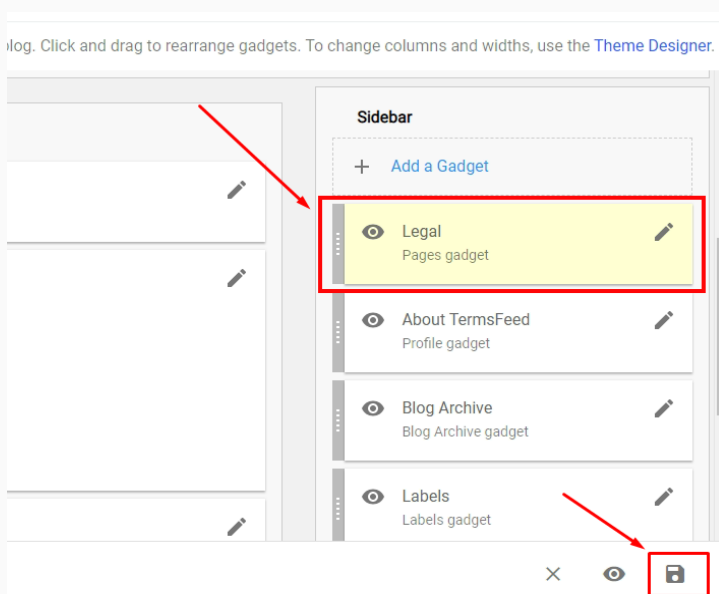 blog. Click and drag to rearrange gadgets. To change columns and widths, use the Theme Designer.
Sidebar
Add a Gadget
Legal
Pages gadget
About TermsFeed
Profile gadget
Blog Archive
Blog Archive gadget
Labels
Labels gadget